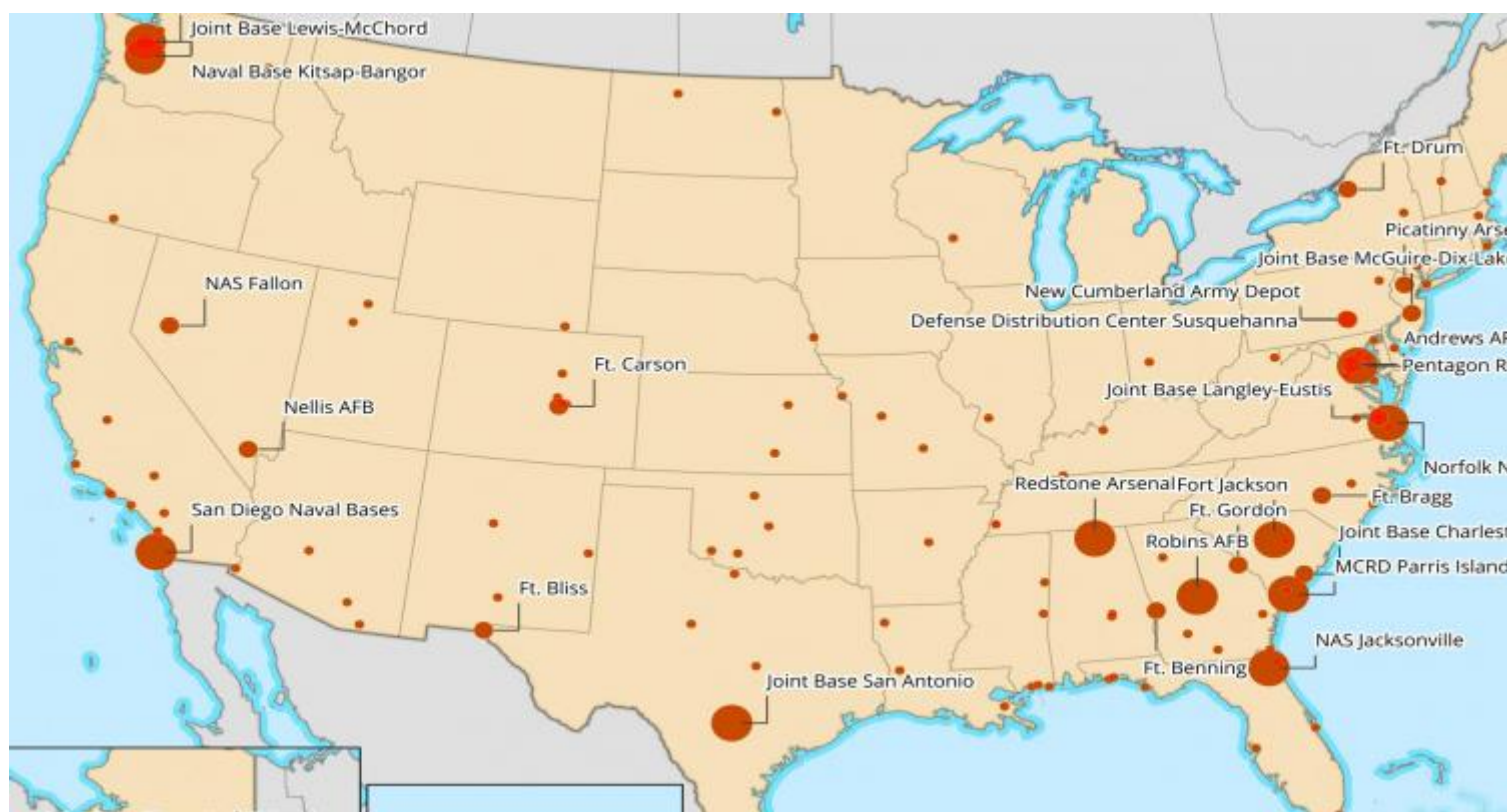 Joint Base Lewis-McChord
Naval Base Kitsap-Bangor
Ft. Drum
Picatinny Arse
Joint Base McGuire-Dix-Lake
NAS Fallon
New Cumberland Army Depot
Defense Distribution Center Susquehanna
Andrews AF
Ft. Carson
Pentagon R
Joint Base Langley-Eustis
Nellis AFB
Norfolk N
Redstone Arsenal
Fort Jackson
Ft. Bragg
San Diego Naval Bases
Ft. Gordon
Joint Base Charlest
Robins AFB
MCRD Parris Island
Ft. Bliss
NAS Jacksonville
Ft. Benning
Joint Base San Antonio